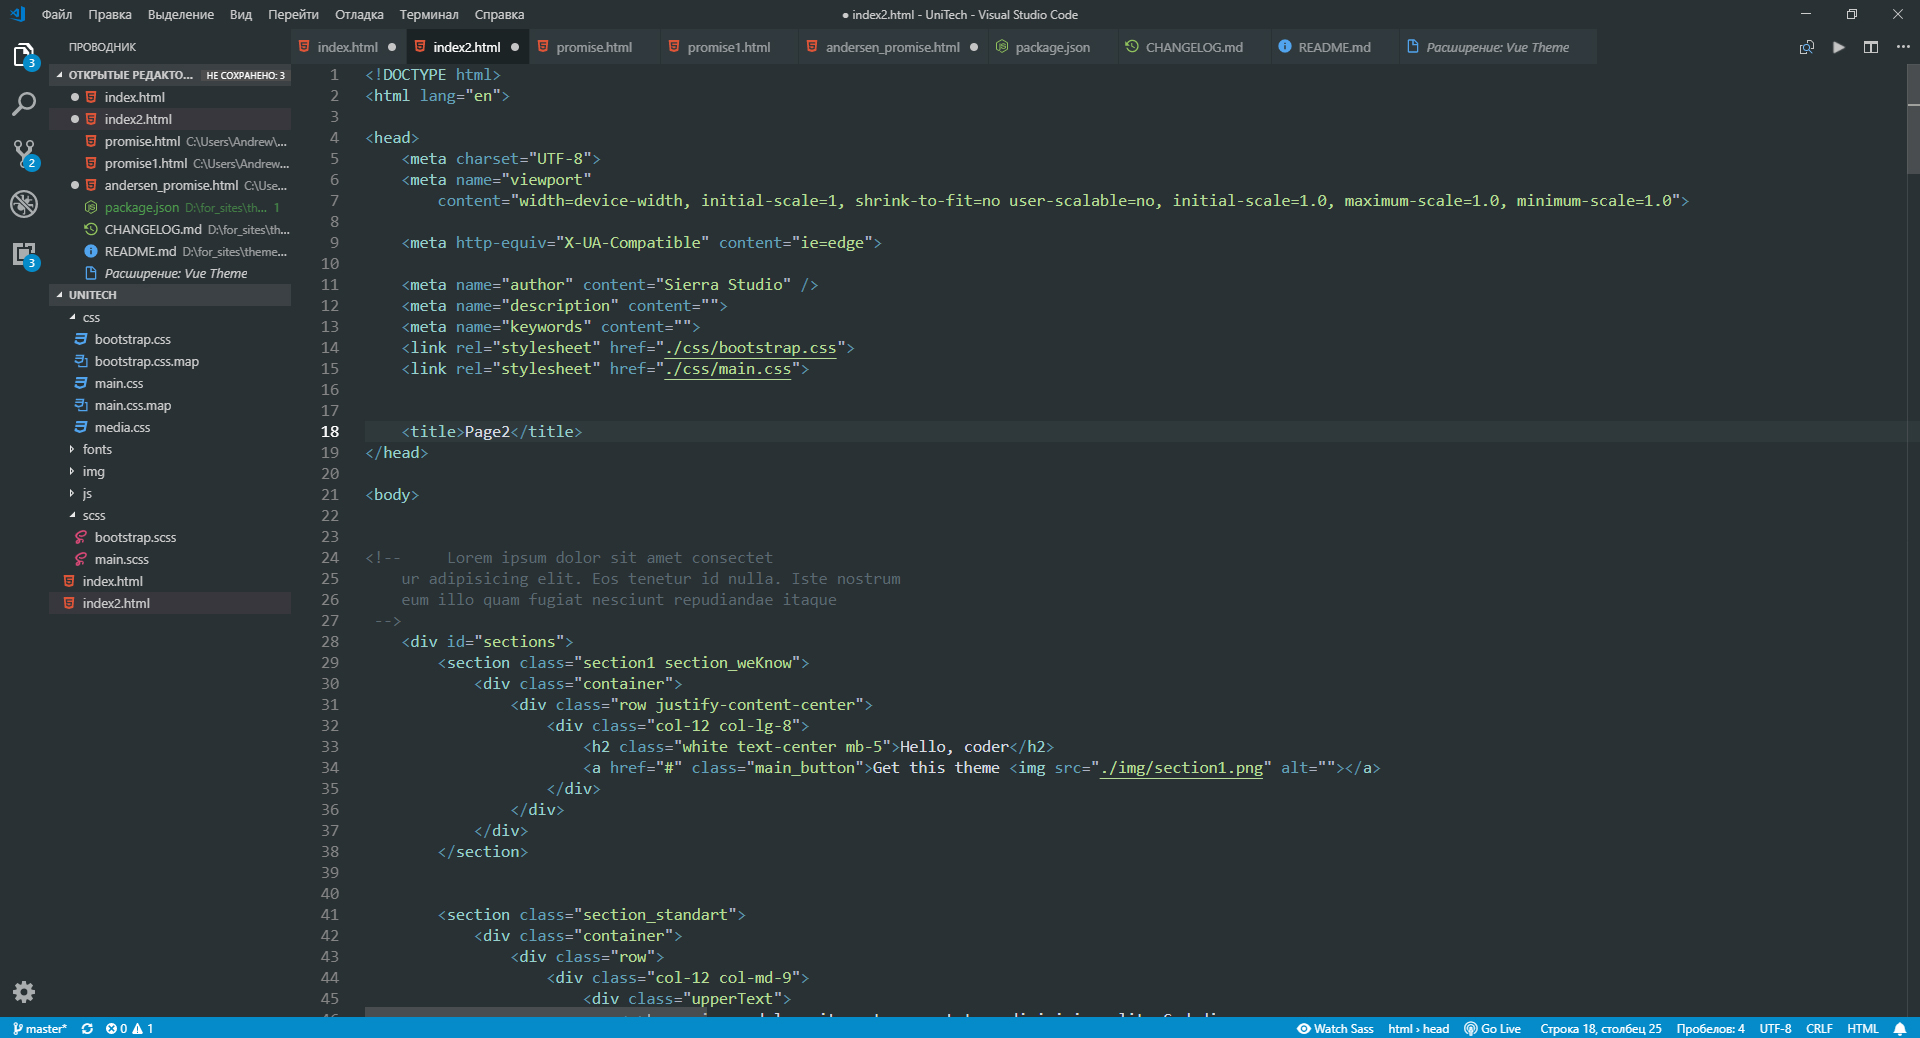 Файл Правка Выделение Вид Перейти Отладка Терминал Справка
● index2.html - UniTech - Visual Studio Code
ПРОВОДНИК
index.html ●
index2.html ●
promise.html
promise1.html
andersen_promise.html ●
package.json
CHANGELOG.md
README.md
Расширение: Vue Theme
3
2
3
ОТКРЫТЫЕ РЕДАКТО... НЕ СОХРАНЕНО: 3
● index.html
● index2.html
promise.html C:\Users\Andrew\...
promise1.html C:\Users\Andrew...
● andersen_promise.html C:\Use...
package.json D:\for_sites\th... 1
CHANGELOG.md D:\for_sites\th...
README.md D:\for_sites\theme...
Расширение: Vue Theme
UNITECH
css
bootstrap.css
bootstrap.css.map
main.css
main.css.map
media.css
fonts
img
js
scss
bootstrap.scss
main.scss
index.html
index2.html
1 <!DOCTYPE html>
2 <html lang="en">
3
4 <head>
5 <meta charset="UTF-8">
6 <meta name="viewport"
7 content="width=device-width, initial-scale=1, shrink-to-fit=no user-scalable=no, initial-scale=1.0, maximum-scale=1.0, minimum-scale=1.0">
8
9 <meta http-equiv="X-UA-Compatible" content="ie=edge">
10
11 <meta name="author" content="Sierra Studio" />
12 <meta name="description" content="">
13 <meta name="keywords" content="">
14 <link rel="stylesheet" href="./css/bootstrap.css">
15 <link rel="stylesheet" href="./css/main.css">
16
17
18 <title>Page2</title>
19 </head>
20
21 <body>
22
23
24 <!-- Lorem ipsum dolor sit amet consectet
25 ur adipisicing elit. Eos tenetur id nulla. Iste nostrum
26 eum illo quam fugiat nesciunt repudiandae itaque
27 -->
28 <div id="sections">
29 <section class="section1 section_weKnow">
30 <div class="container">
31 <div class="row justify-content-center">
32 <div class="col-12 col-lg-8">
33 <h2 class="white text-center mb-5">Hello, coder</h2>
34 <a href="#" class="main_button">Get this theme <img src="./img/section1.png" alt=""></a>
35 </div>
36 </div>
37 </div>
38 </section>
39
40
41 <section class="section_standart">
42 <div class="container">
43 <div class="row">
44 <div class="col-12 col-md-9">
45 <div class="upperText">
master* 0 1
Watch Sass html › head Go Live Строка 18, столбец 25 Пробелов: 4 UTF-8 CRLF HTML